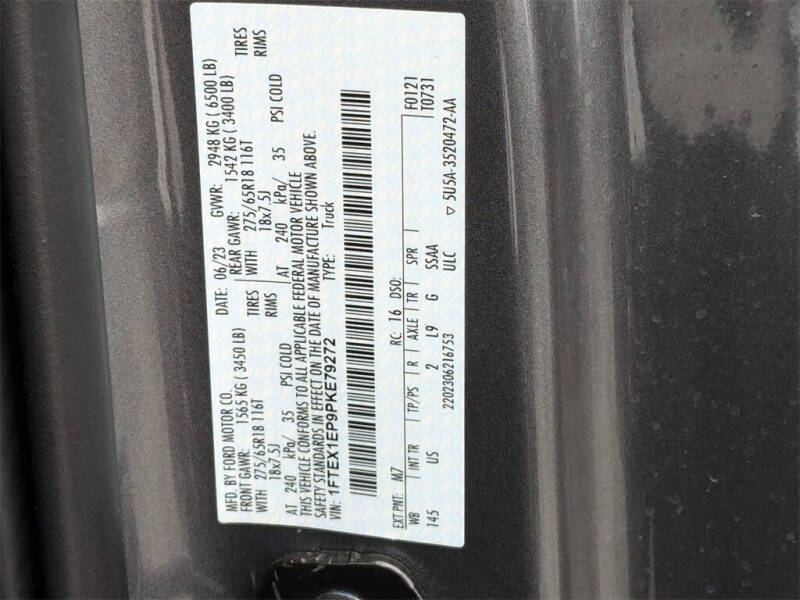 MFD. BY FORD MOTOR CO. DATE: 06/23 GVWR: 2948 KG ( 6500 LB)
FRONT GAWR: 1565 KG ( 3450 LB) REAR GAWR: 1542 KG ( 3400 LB)
WITH 275/65R18 116T TIRES WITH 275/65R18 116T TIRES
18x7.5J RIMS 18x7.5J RIMS
AT 240 kPa/ 35 PSI COLD AT 240 kPa/ 35 PSI COLD
THIS VEHICLE CONFORMS TO ALL APPLICABLE FEDERAL MOTOR VEHICLE
SAFETY STANDARDS IN EFFECT ON THE DATE OF MANUFACTURE SHOWN ABOVE.
VIN: 1FTEX1EP9PKE79272 TYPE: Truck
F0121
T0731
EXT PNT: M7 RC: 16 DSO:
WB INT TR TP/PS R AXLE TR SPR
145 US 2 L9 G SSAA
2202306216753 ULC ▽ 5U5A-3520472-AA